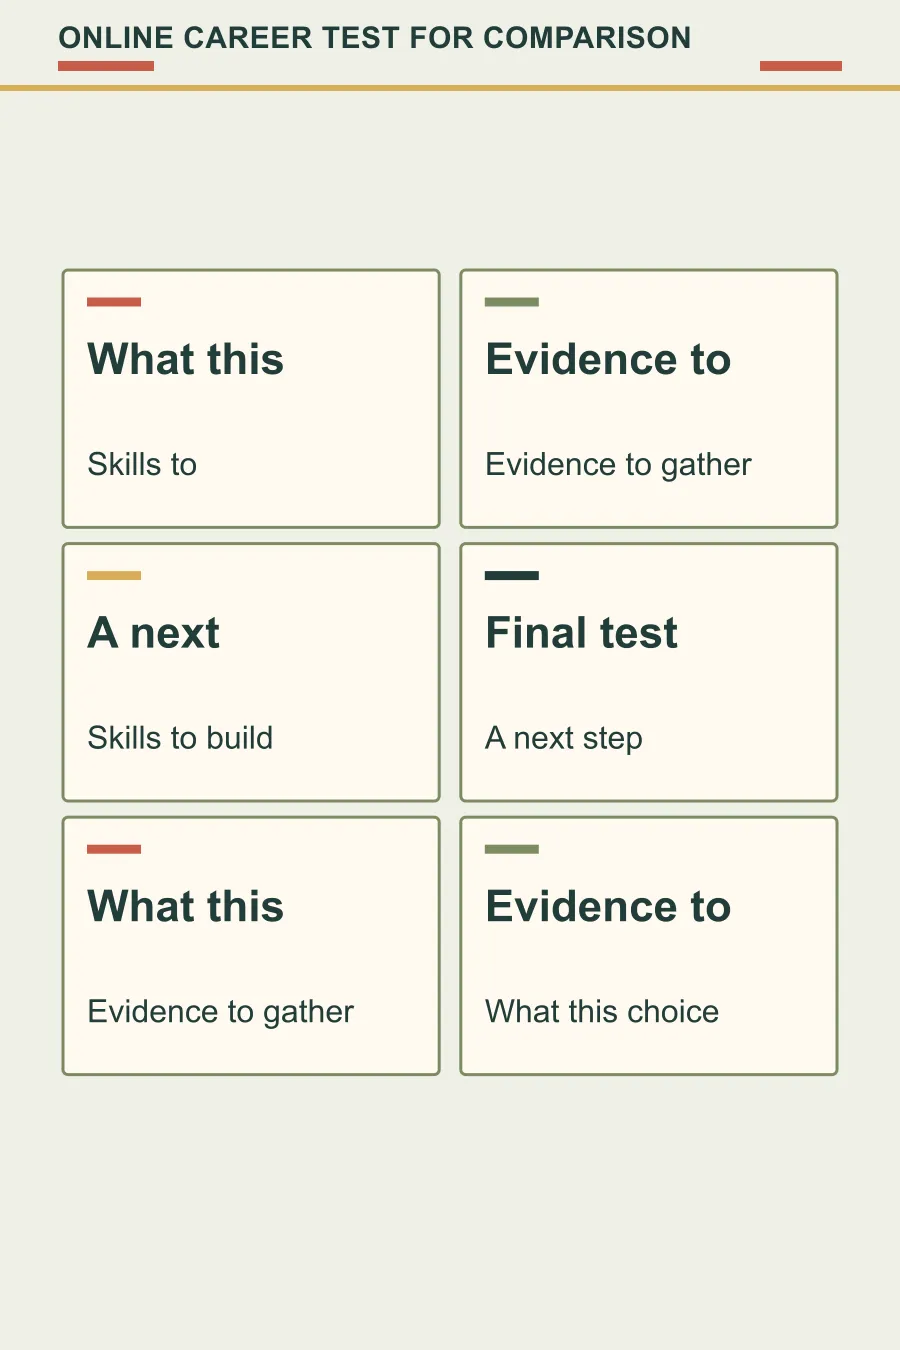 ONLINE CAREER TEST FOR COMPARISON
What this
Skills to
Evidence to
Evidence to gather
A next
Skills to build
Final test
A next step
What this
Evidence to gather
Evidence to
What this choice